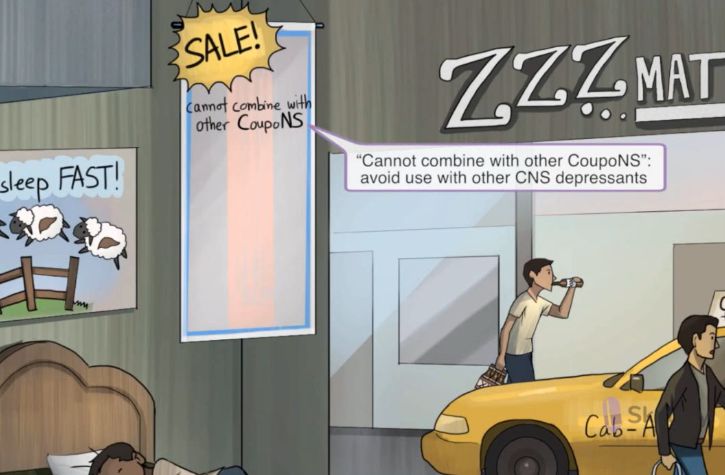 SALE!
cannot combine with
other CoupoNS
ZZZ MAT
"Cannot combine with other CoupoNS":
avoid use with other CNS depressants
sleep FAST!
Cab-A